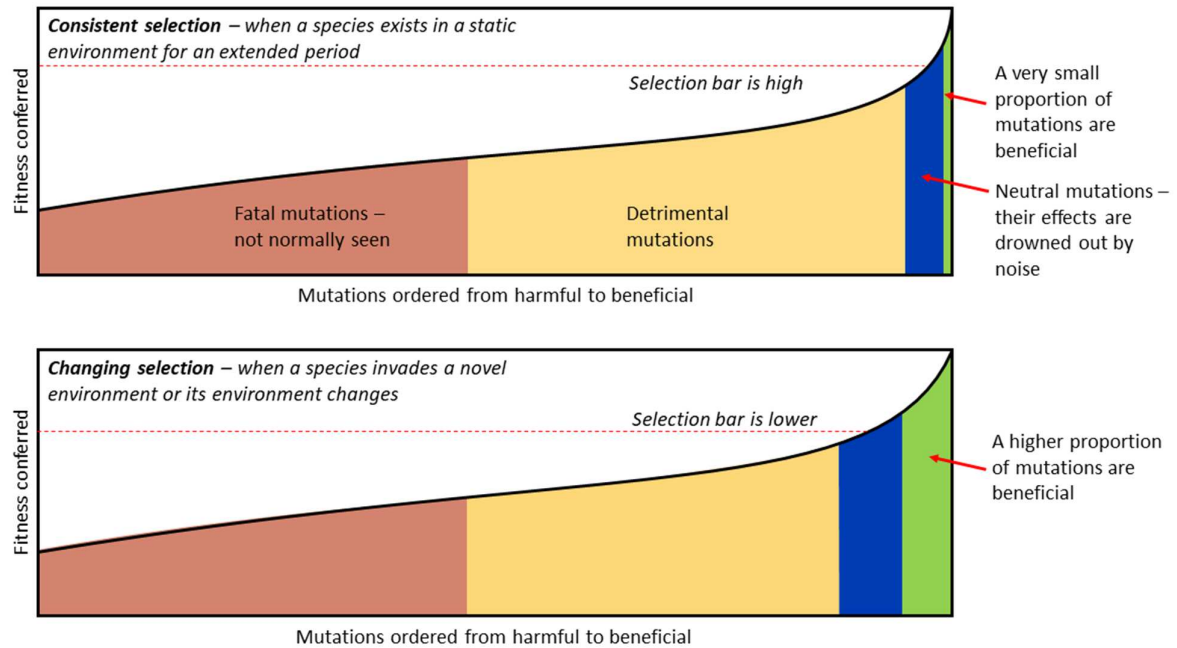 Consistent selection – when a species exists in a static
environment for an extended period
Selection bar is high
Fitness conferred
Fatal mutations –
not normally seen
Detrimental
mutations
A very small
proportion of
mutations are
beneficial
Neutral mutations –
their effects are
drowned out by
noise
Mutations ordered from harmful to beneficial
Changing selection – when a species invades a novel
environment or its environment changes
Selection bar is lower
Fitness conferred
A higher proportion
of mutations are
beneficial
Mutations ordered from harmful to beneficial